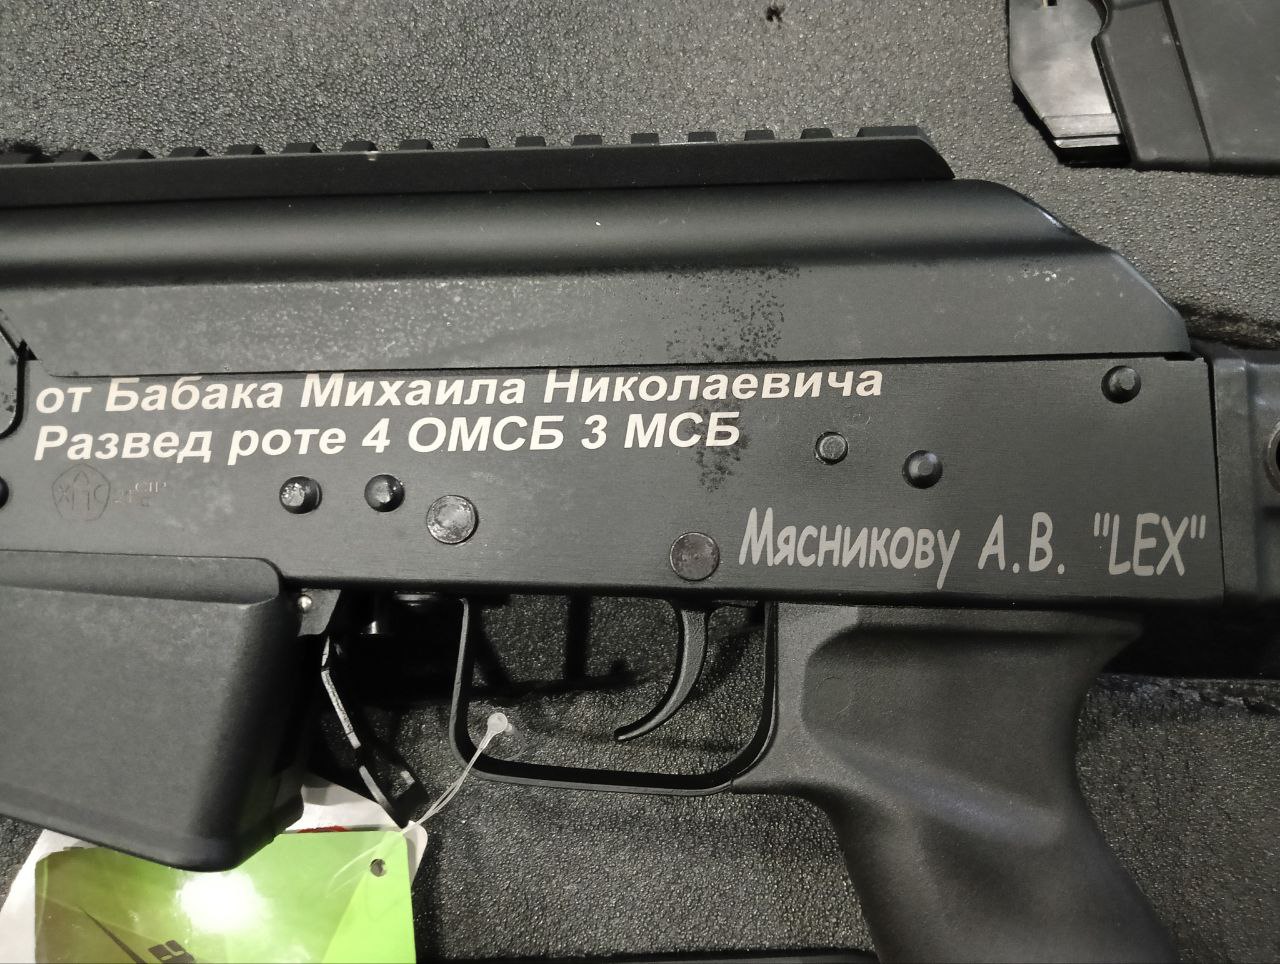 от Бабака Михаила Николаевича
Развед роте 4 ОМСБ 3 МСБ
Мясникову А.В. "LEX"